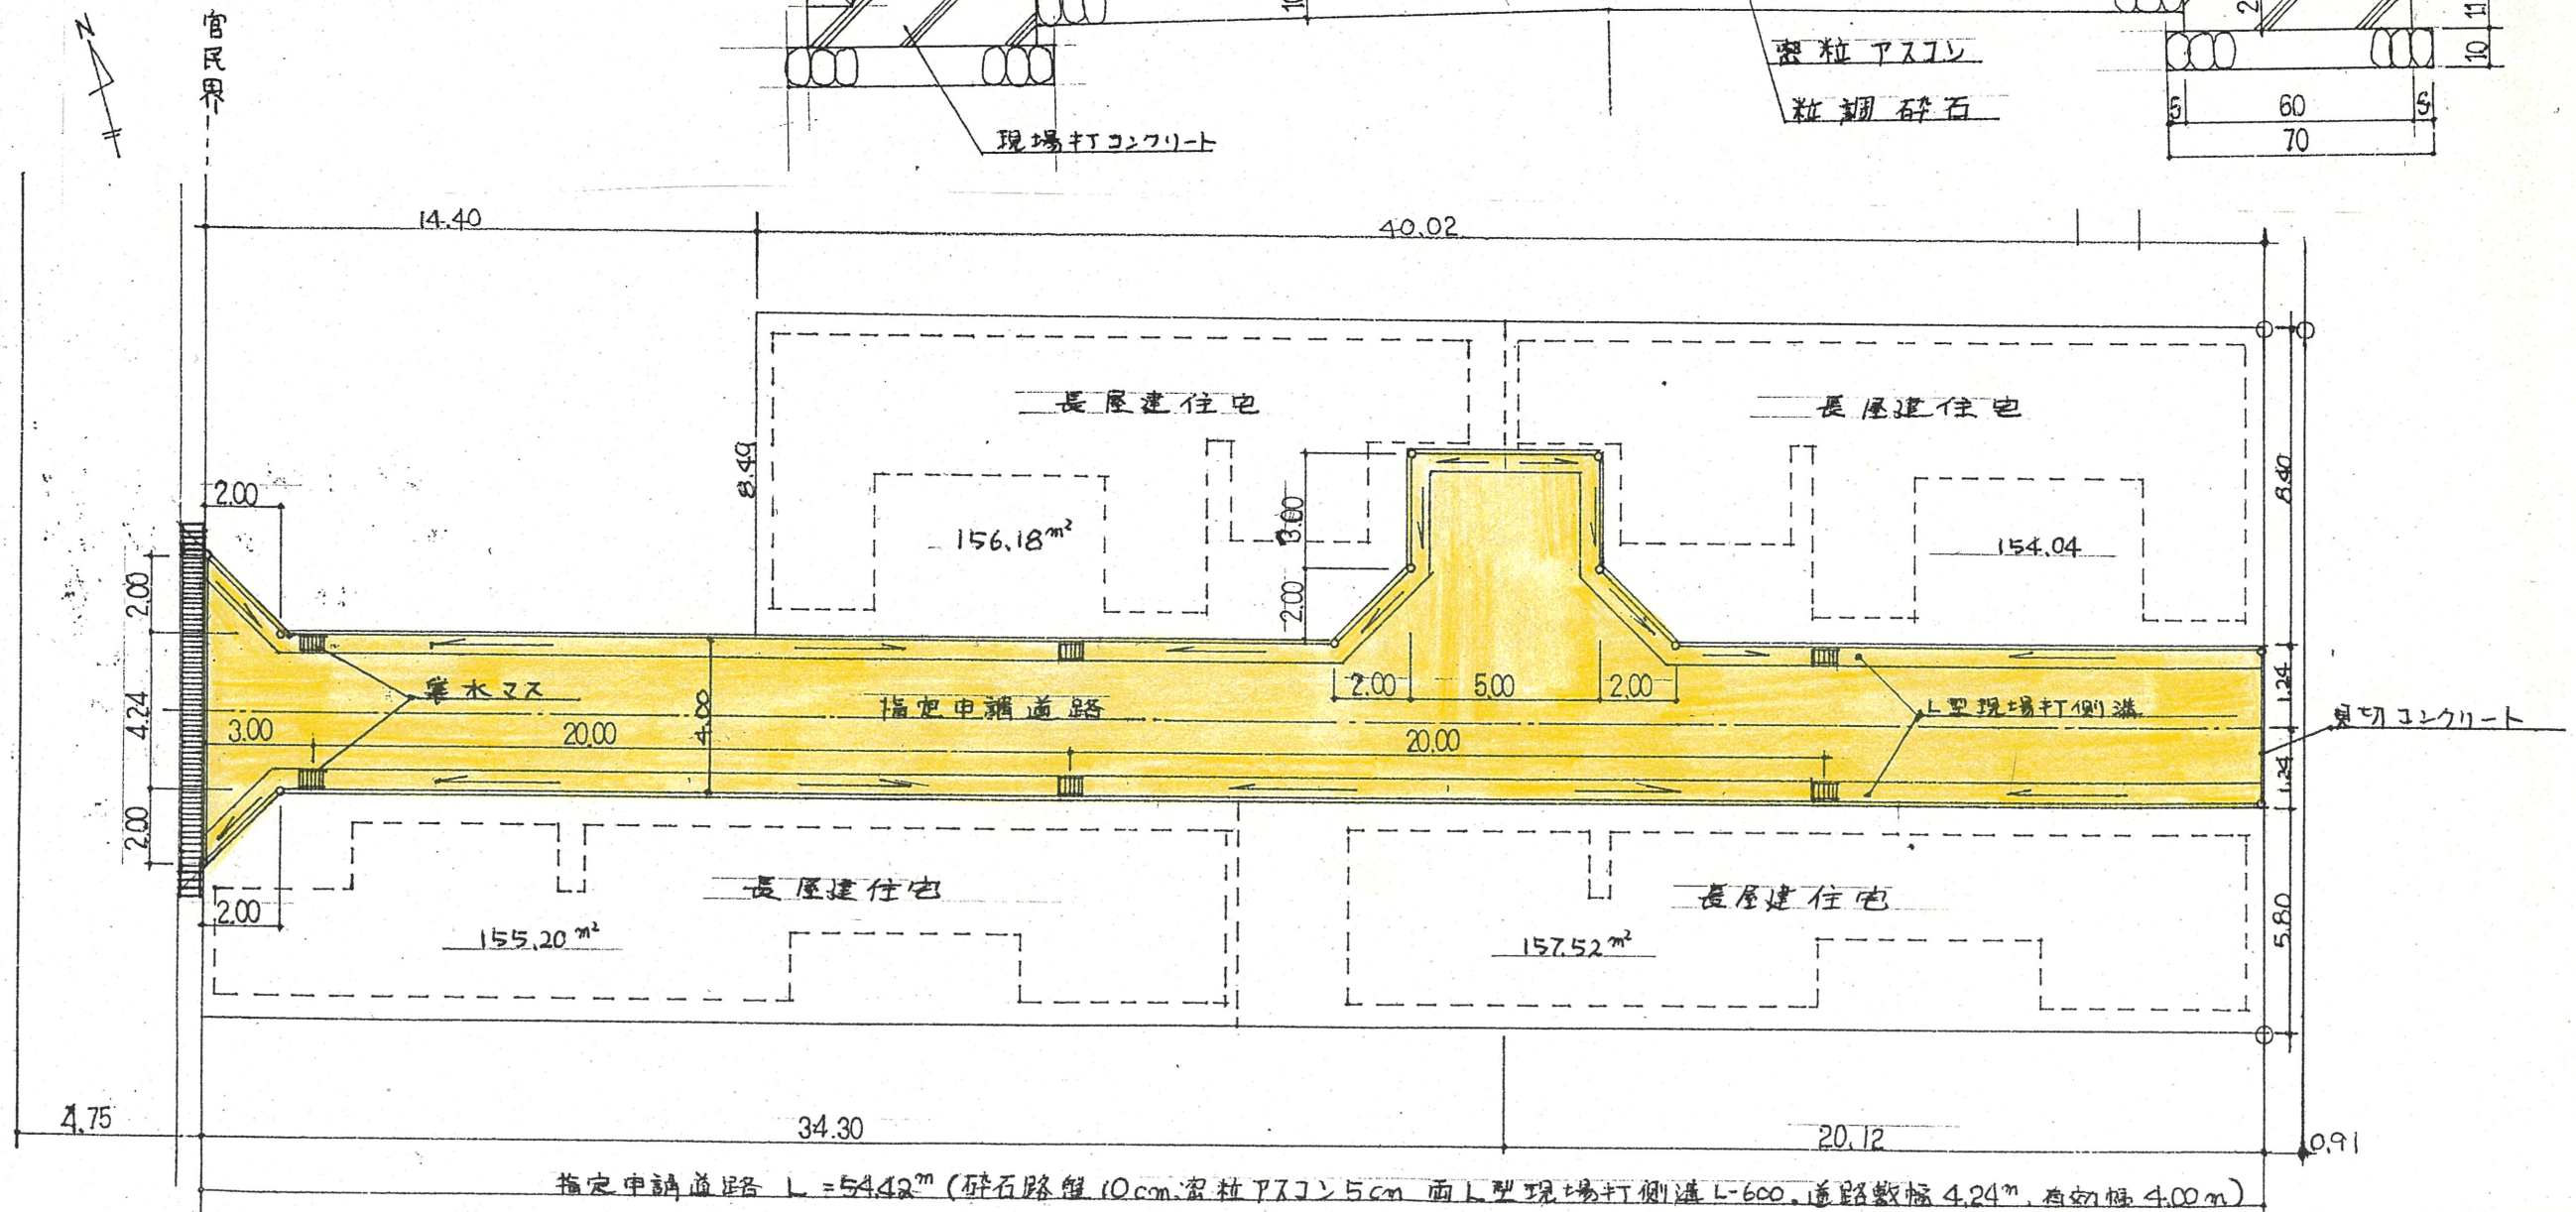 N
官民界
現場打コンクリート
密粒アスコン
粒調砕石
10
11
2
5
60
5
70
10
14.40
40.02
長屋建住宅
長屋建住宅
8.40
8.40
156.18m²
154.04
2.00
3.00
2.00
2.00
4.24
2.00
集水マス
指定申請道路
3.00
20.00
4.00
20.00
2.00
5.00
2.00
L型現場打側溝
1.24
1.24
見切コンクリート
2.00
長屋建住宅
155.20m²
長屋建住宅
157.52m²
5.80
4.75
34.30
20.12
0.91
指定申請道路 L=54.42m (砕石路盤10cm.密粒アスコン5cm 両L型現場打側溝L-600.道路敷幅4.24m.有効幅4.00m)